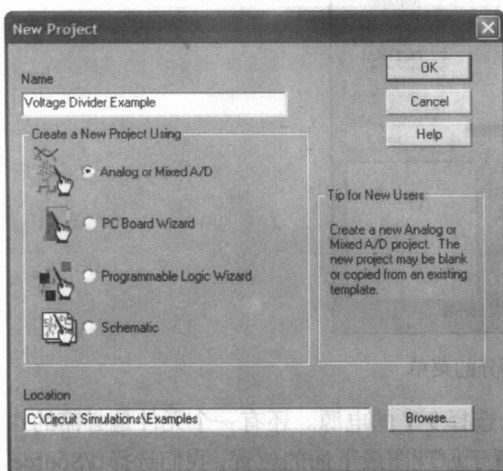 New Project
Name
Voltage Divider Example
OK
Cancel
Help
Create a New Project Using
Analog or Mixed A/D
PC Board Wizard
Programmable Logic Wizard
Schematic
Tip for New Users
Create a new Analog or
Mixed A/D project. The
new project may be blank
or copied from an existing
template.
Location
C:\Circuit Simulations\Examples
Browse...